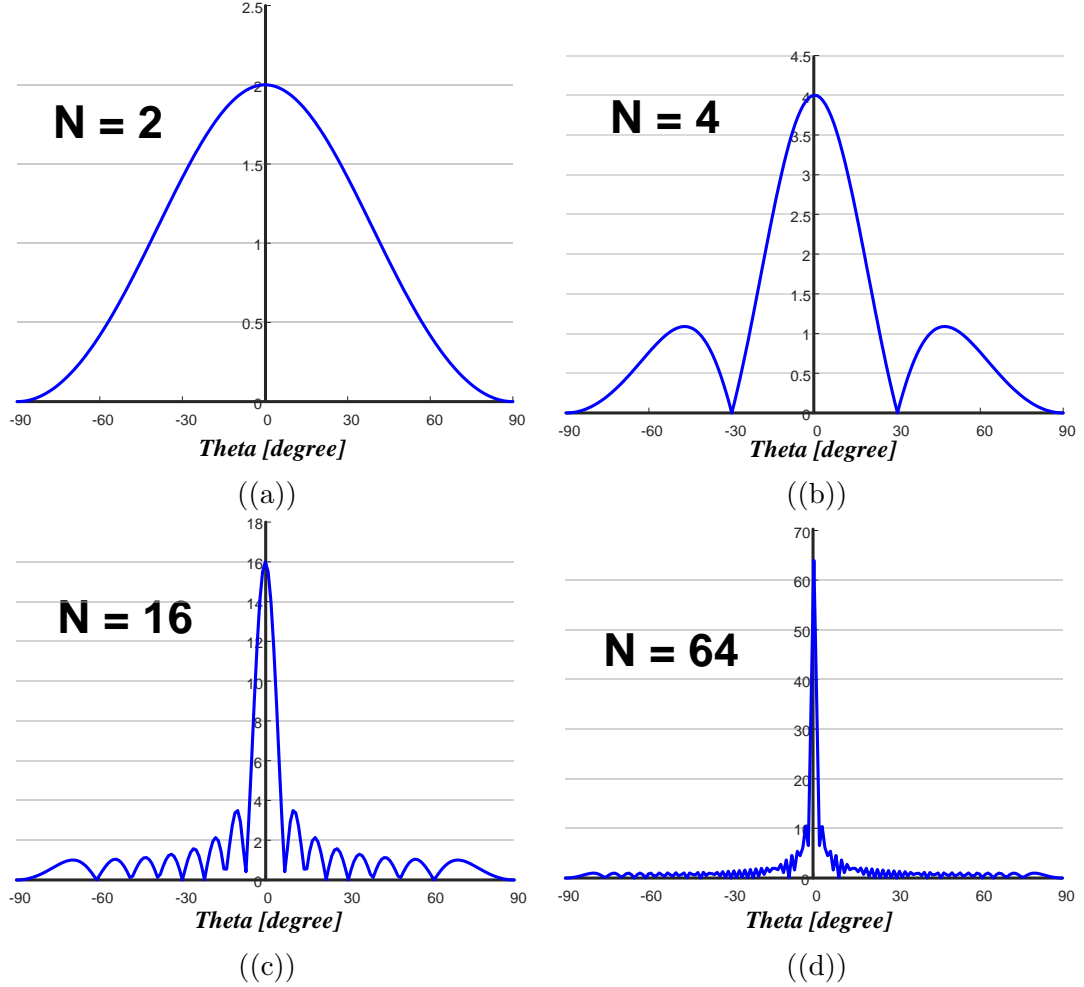 2.5
2
1.5
1
0.5
0
N = 2
-90 -60 -30 0 30 60 90
Theta [degree]
((a))
4.5
4
3.5
3
2.5
2
1.5
1
0.5
0
N = 4
-90 -60 -30 0 30 60 90
Theta [degree]
((b))
18
16
14
12
10
8
6
4
2
0
N = 16
-90 -60 -30 0 30 60 90
Theta [degree]
((c))
70
60
50
40
30
20
10
0
N = 64
-90 -60 -30 0 30 60 90
Theta [degree]
((d))